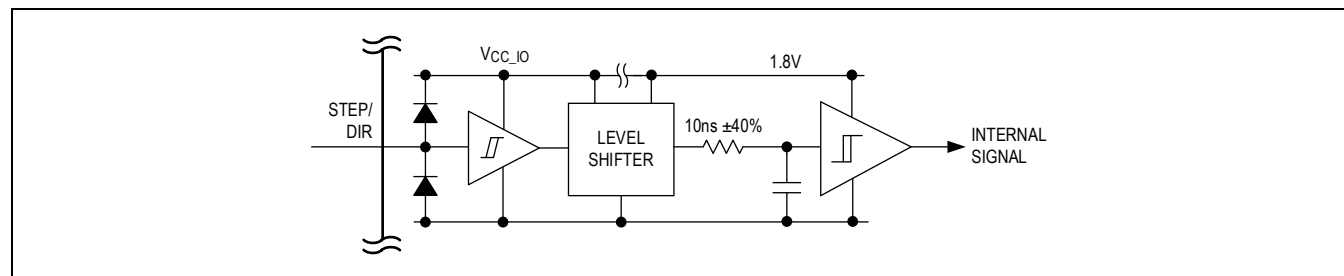 VCC_IO
1.8V
STEP/
DIR
LEVEL
SHIFTER
10ns ±40%
INTERNAL
SIGNAL